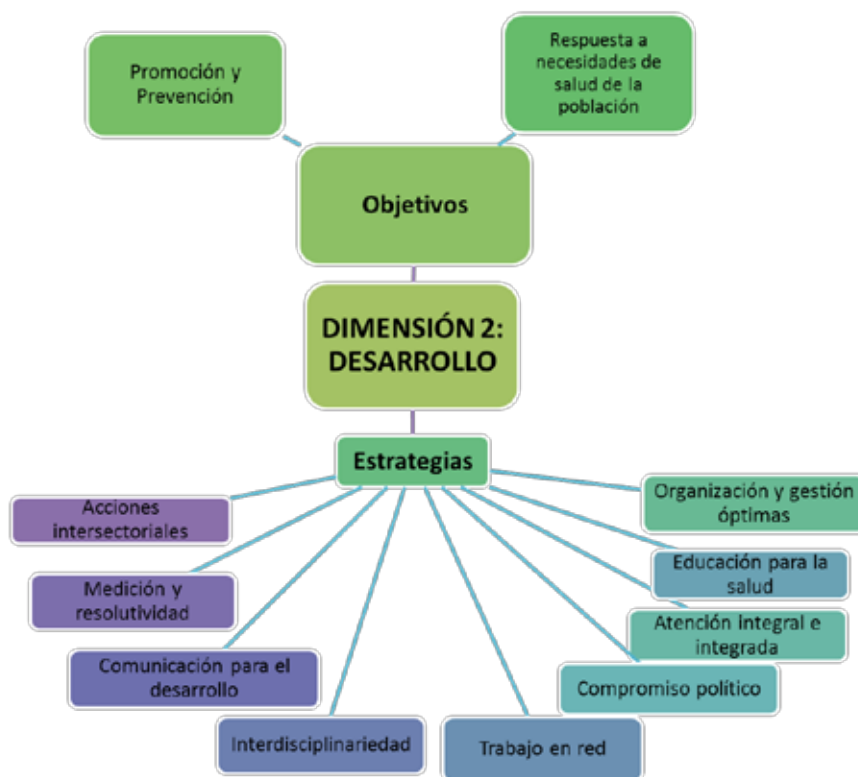 Promoción y
Prevención
Respuesta a
necesidades de
salud de la
población
Objetivos
DIMENSIÓN 2:
DESARROLLO
Estrategias
Acciones
intersectoriales
Medición y
resolutividad
Comunicación para el
desarrollo
Interdisciplinariedad
Trabajo en red
Compromiso político
Atención integral e
integrada
Educación para la
salud
Organización y gestión
óptimas